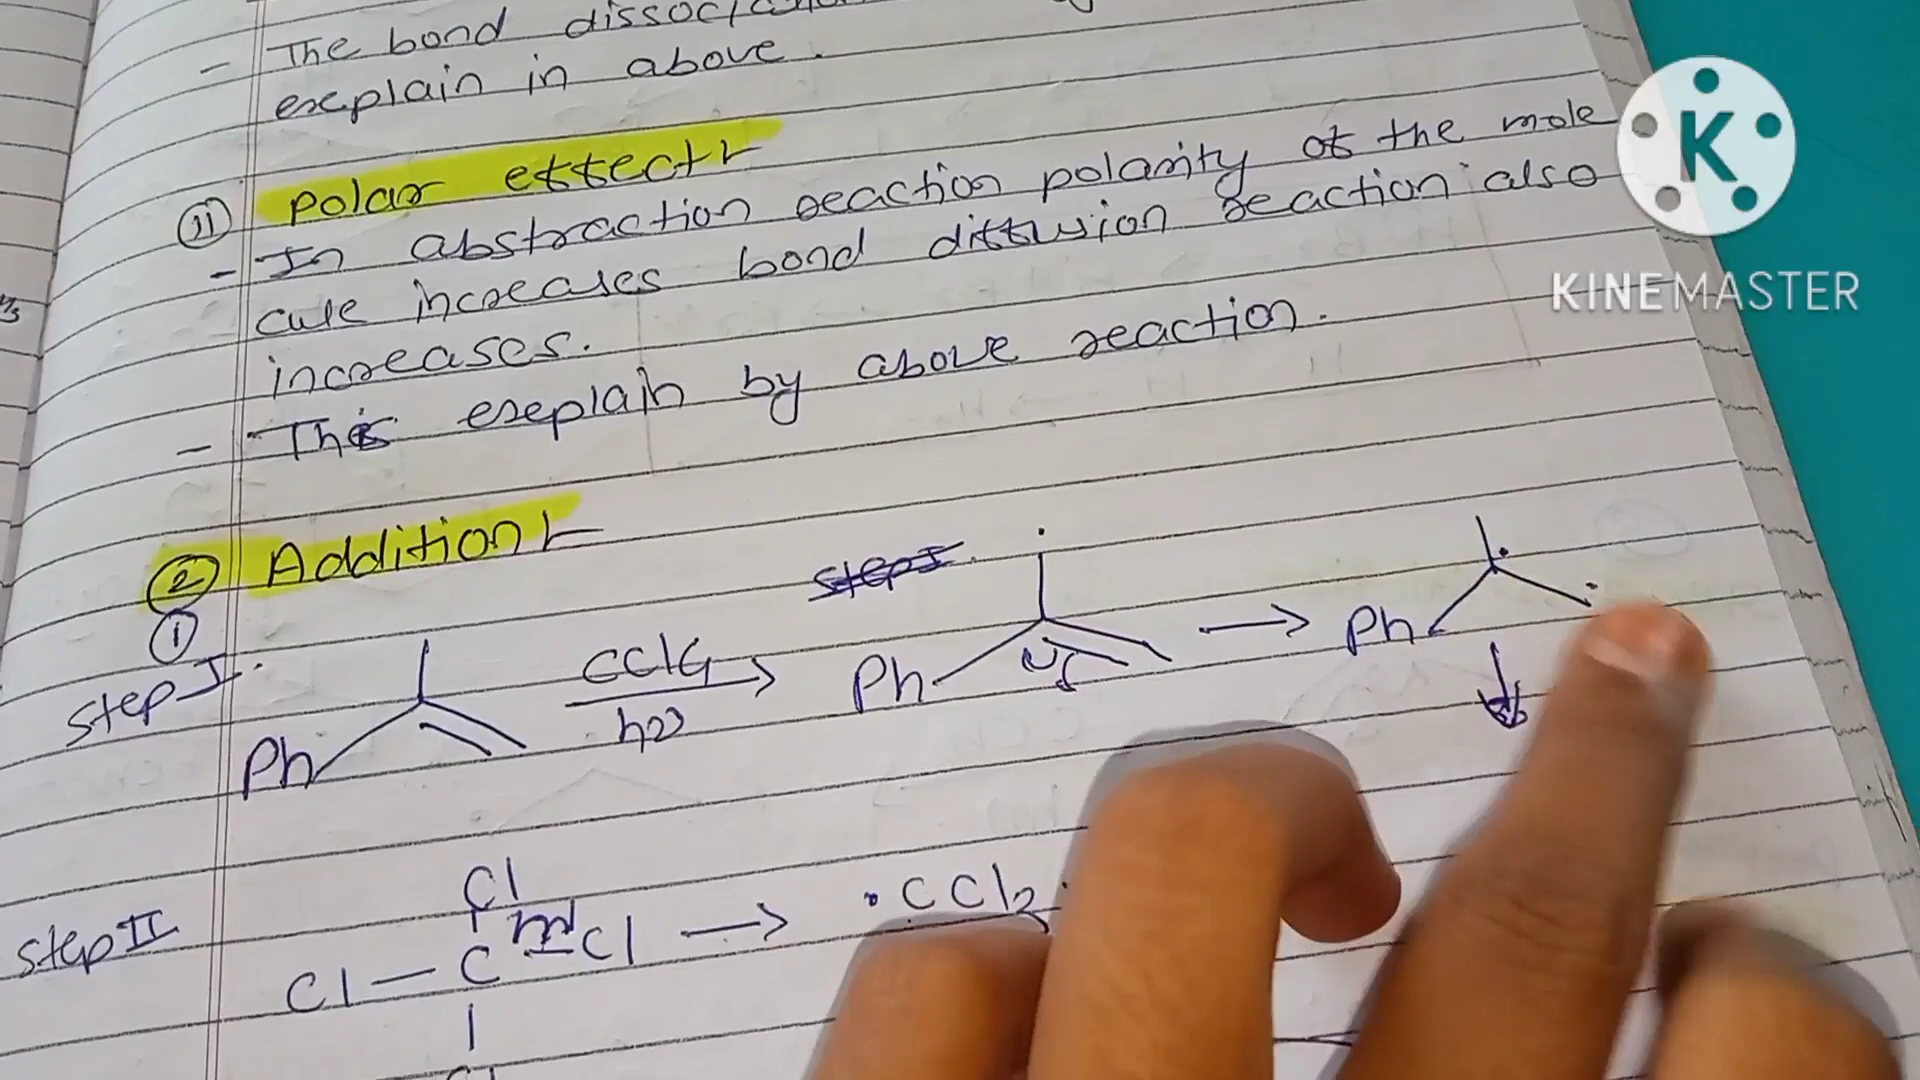 - The bond
explain in above.
(II) Polar effect :-
- In abstraction reaction polarity of the mole
cule increases bond diffusion reaction also
increases.
- This explain by above reaction.
② Addition :-
①
Step I.
Ph
CCl4
hν
Step I
Ph
Ph
Step II
Cl
Cl - C - Cl
•CCl3
K
KINEMASTER